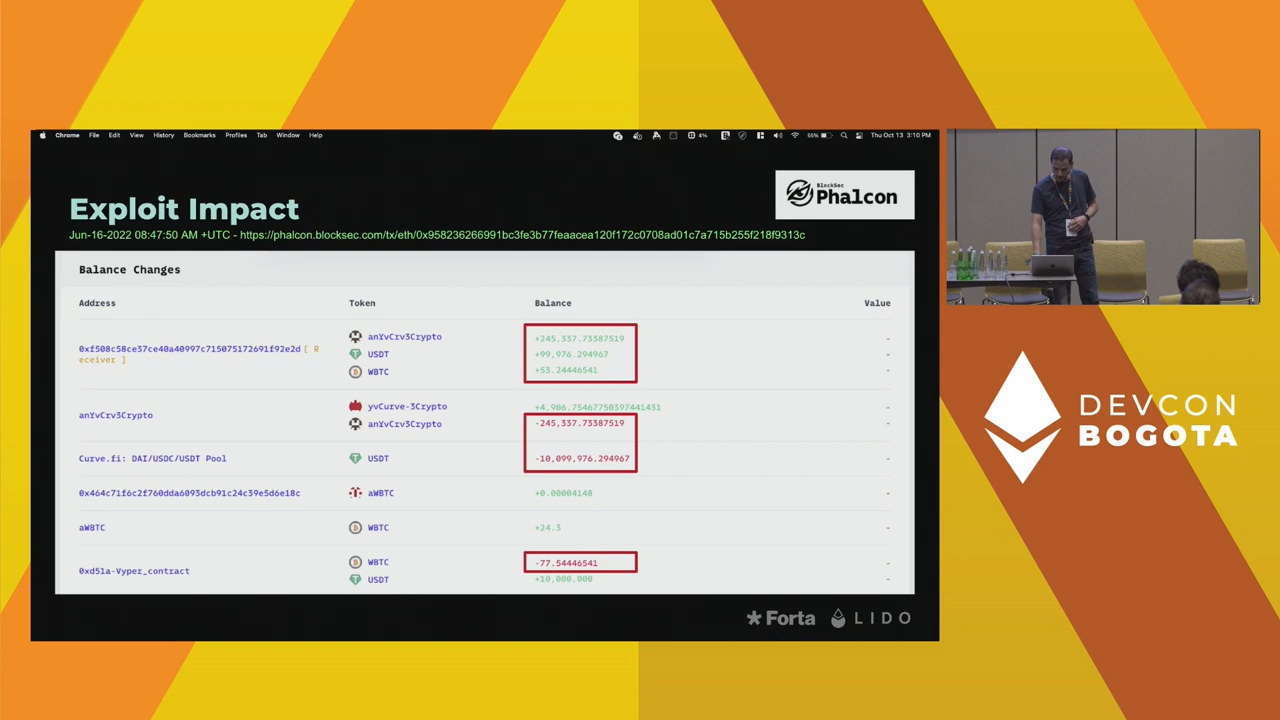 Chrome File Edit View History Bookmarks Profiles Tab Window Help
4% 55% Thu Oct 13 3:10 PM
BlockSec
Phalcon
Exploit Impact
Jun-16-2022 08:47:50 AM +UTC - https://phalcon.blocksec.com/tx/eth/0x958236266991bc3fe3b77feaacea120f172c0708ad01c7a715b255f218f9313c
Balance Changes
Address Token Balance Value
anYvCrv3Crypto +245,337.73387519 -
0xf508c58ce37ce40a40997c715075172691f92e2d [ R
eceiver ]
USDT +99,976.294967 -
WBTC +53.24446541 -
yvCurve-3Crypto +4,906.75467750397441431 -
anYvCrv3Crypto
anYvCrv3Crypto -245,337.73387519 -
Curve.fi: DAI/USDC/USDT Pool USDT -10,099,976.294967 -
0x464c71f6c2f760dda6093dcb91c24c39e5d6e18c aWBTC +0.00004148 -
aWBTC WBTC +24.3 -
WBTC -77.54446541 -
0xd51a-Vyper_contract
USDT +10,000,000 -
Forta LIDO
DEVCON
BOGOTA